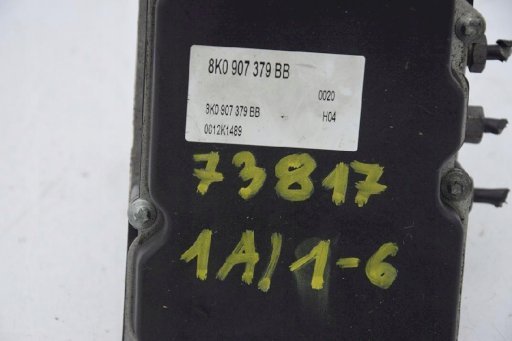 8K0 907 379 BB
0020
8K0 907 379 BB H04
0012K1489
73817
1A/1-6